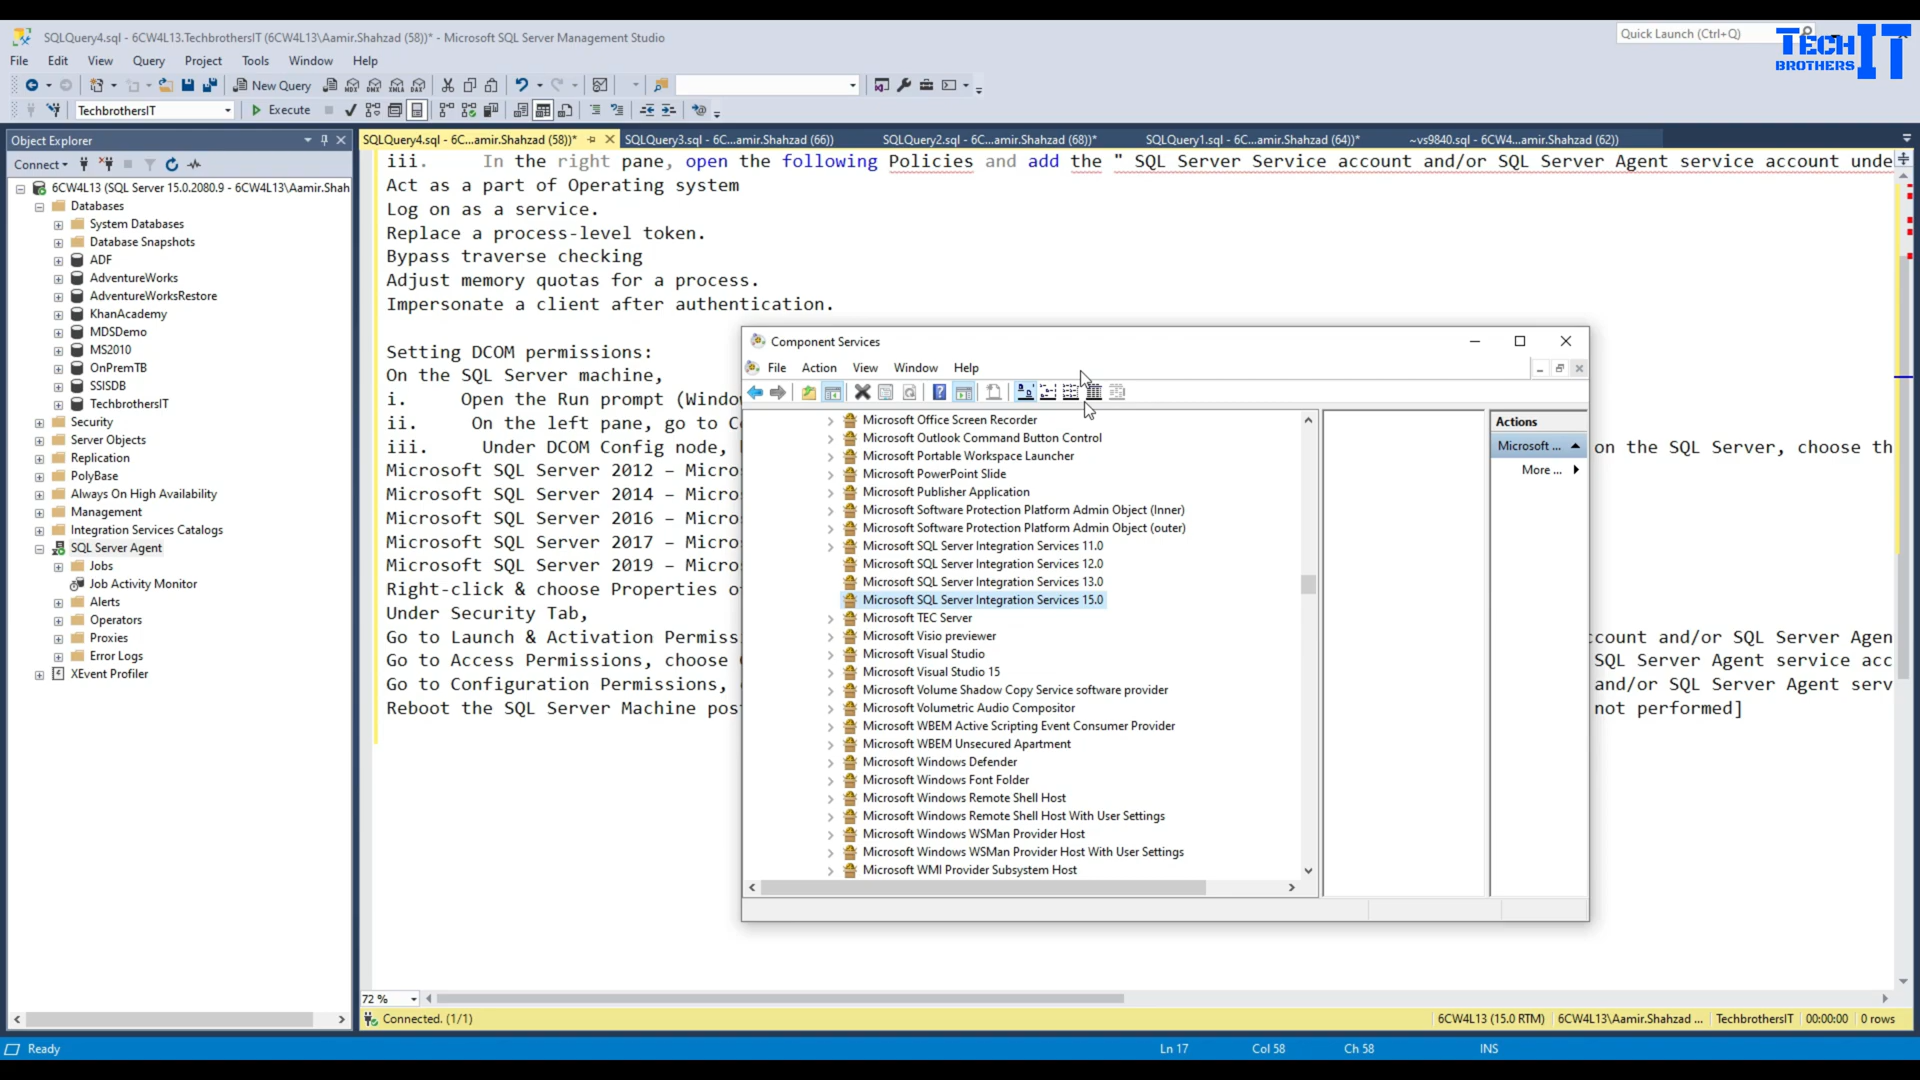 SQLQuery4.sql - 6CW4L13.TechbrothersIT (6CW4L13\Aamir.Shahzad (58))* - Microsoft SQL Server Management Studio
Quick Launch (Ctrl+Q)
TECH IT
BROTHERS
File Edit View Query Project Tools Window Help
New Query
TechbrothersIT
Execute
Object Explorer
SQLQuery4.sql - 6C...amir.Shahzad (58))*
SQLQuery3.sql - 6C...amir.Shahzad (66))
SQLQuery2.sql - 6C...amir.Shahzad (68))*
SQLQuery1.sql - 6C...amir.Shahzad (64))*
~vs9840.sql - 6CW4...amir.Shahzad (62))
Connect
6CW4L13 (SQL Server 15.0.2080.9 - 6CW4L13\Aamir.Shah
Databases
System Databases
Database Snapshots
ADF
AdventureWorks
AdventureWorksRestore
KhanAcademy
MDSDemo
MS2010
OnPremTB
SSISDB
TechbrothersIT
Security
Server Objects
Replication
PolyBase
Always On High Availability
Management
Integration Services Catalogs
SQL Server Agent
Jobs
Job Activity Monitor
Alerts
Operators
Proxies
Error Logs
XEvent Profiler
iii. In the right pane, open the following Policies and add the " SQL Server Service account and/or SQL Server Agent service account unde
Act as a part of Operating system
Log on as a service.
Replace a process-level token.
Bypass traverse checking
Adjust memory quotas for a process.
Impersonate a client after authentication.
Setting DCOM permissions:
On the SQL Server machine,
i. Open the Run prompt (Windo
ii. On the left pane, go to C
iii. Under DCOM Config node,
on the SQL Server, choose th
Microsoft SQL Server 2012 – Micro
Microsoft SQL Server 2014 – Micro
Microsoft SQL Server 2016 – Micro
Microsoft SQL Server 2017 – Micro
Microsoft SQL Server 2019 – Micro
Right-click & choose Properties o
Under Security Tab,
Go to Launch & Activation Permiss
ccount and/or SQL Server Agen
Go to Access Permissions, choose
SQL Server Agent service acc
Go to Configuration Permissions,
and/or SQL Server Agent serv
Reboot the SQL Server Machine pos
not performed]
Component Services
File Action View Window Help
Microsoft Office Screen Recorder
Microsoft Outlook Command Button Control
Microsoft Portable Workspace Launcher
Microsoft PowerPoint Slide
Microsoft Publisher Application
Microsoft Software Protection Platform Admin Object (Inner)
Microsoft Software Protection Platform Admin Object (outer)
Microsoft SQL Server Integration Services 11.0
Microsoft SQL Server Integration Services 12.0
Microsoft SQL Server Integration Services 13.0
Microsoft SQL Server Integration Services 15.0
Microsoft TEC Server
Microsoft Visio previewer
Microsoft Visual Studio
Microsoft Visual Studio 15
Microsoft Volume Shadow Copy Service software provider
Microsoft Volumetric Audio Compositor
Microsoft WBEM Active Scripting Event Consumer Provider
Microsoft WBEM Unsecured Apartment
Microsoft Windows Defender
Microsoft Windows Font Folder
Microsoft Windows Remote Shell Host
Microsoft Windows Remote Shell Host With User Settings
Microsoft Windows WSMan Provider Host
Microsoft Windows WSMan Provider Host With User Settings
Microsoft WMI Provider Subsystem Host
Actions
Microsoft ...
More ...
72 %
Connected. (1/1)
6CW4L13 (15.0 RTM)
6CW4L13\Aamir.Shahzad ...
TechbrothersIT
00:00:00
0 rows
Ready
Ln 17
Col 58
Ch 58
INS